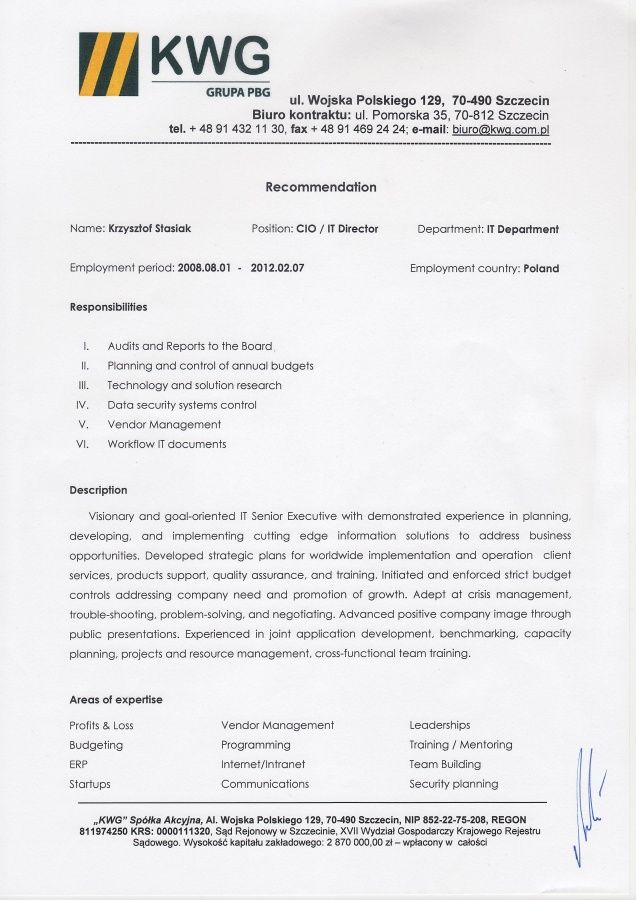 KWG
GRUPA PBG
ul. Wojska Polskiego 129, 70-490 Szczecin
Biuro kontraktu: ul. Pomorska 35, 70-812 Szczecin
tel. + 48 91 432 11 30, fax + 48 91 469 24 24; e-mail: biuro@kwg.com.pl
Recommendation
Name: Krzysztof Stasiak Position: CIO / IT Director Department: IT Department
Employment period: 2008.08.01 - 2012.02.07 Employment country: Poland
Responsibilities
I. Audits and Reports to the Board
II. Planning and control of annual budgets
III. Technology and solution research
IV. Data security systems control
V. Vendor Management
VI. Workflow IT documents
Description
Visionary and goal-oriented IT Senior Executive with demonstrated experience in planning,
developing, and implementing cutting edge information solutions to address business
opportunities. Developed strategic plans for worldwide implementation and operation client
services, products support, quality assurance, and training. Initiated and enforced strict budget
controls addressing company need and promotion of growth. Adept at crisis management,
trouble-shooting, problem-solving, and negotiating. Advanced positive company image through
public presentations. Experienced in joint application development, benchmarking, capacity
planning, projects and resource management, cross-functional team training.
Areas of expertise
Profits & Loss Vendor Management Leaderships
Budgeting Programming Training / Mentoring
ERP Internet/Intranet Team Building
Startups Communications Security planning
„KWG" Spółka Akcyjna, Al. Wojska Polskiego 129, 70-490 Szczecin, NIP 852-22-75-208, REGON
811974250 KRS: 0000111320, Sąd Rejonowy w Szczecinie, XVII Wydział Gospodarczy Krajowego Rejestru
Sądowego. Wysokość kapitału zakładowego: 2 870 000,00 zł – wpłacony w całości